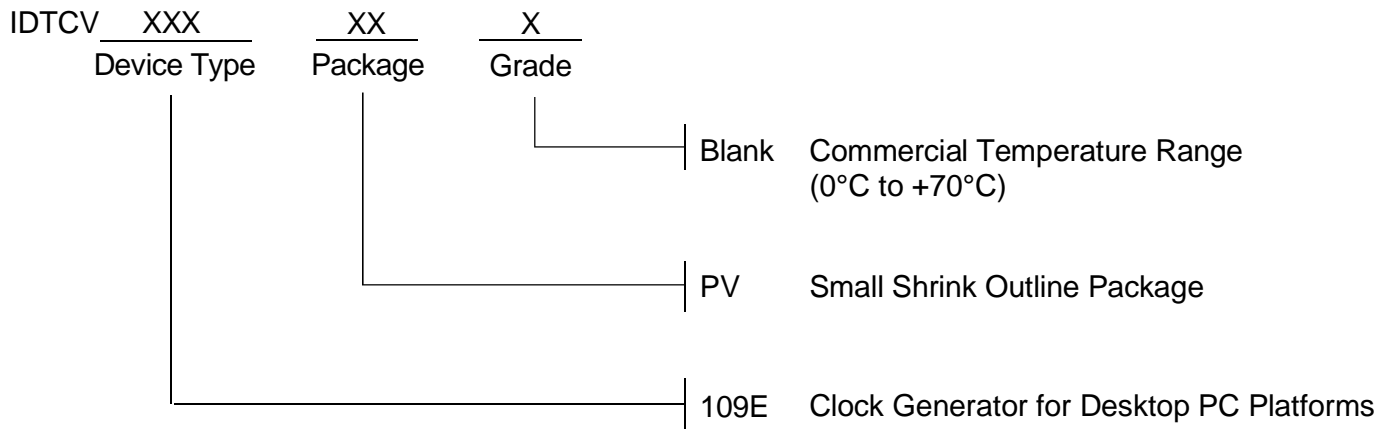 IDTCV XXX XX X
Device Type Package Grade
Blank Commercial Temperature Range
(0°C to +70°C)
PV Small Shrink Outline Package
109E Clock Generator for Desktop PC Platforms